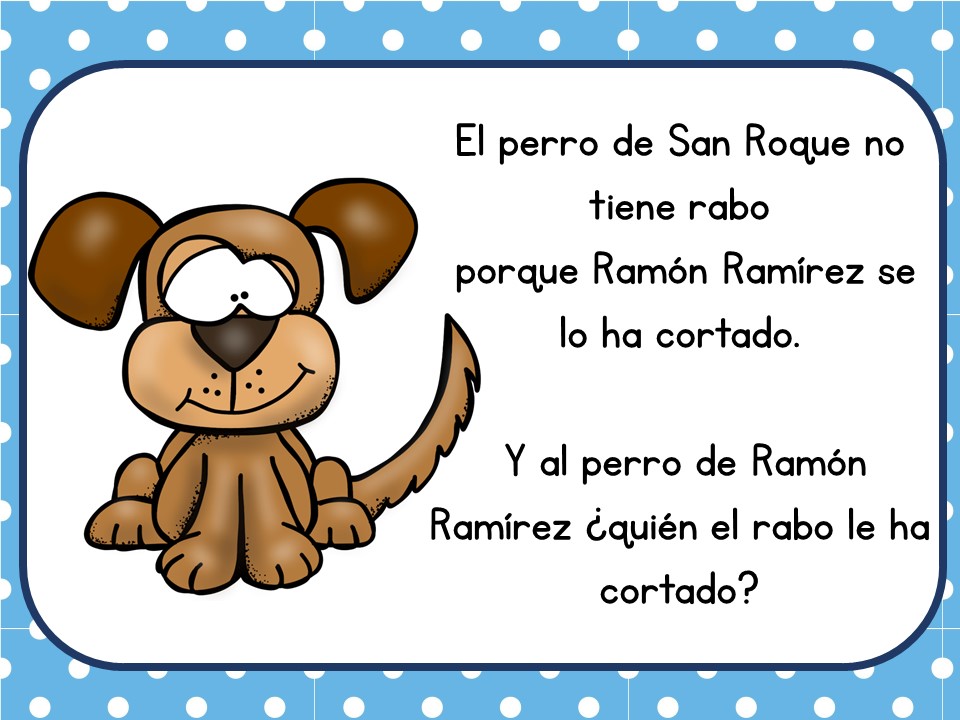 El perro de San Roque no
tiene rabo
porque Ramón Ramírez se
lo ha cortado.
Y al perro de Ramón
Ramírez ¿quién el rabo le ha
cortado?